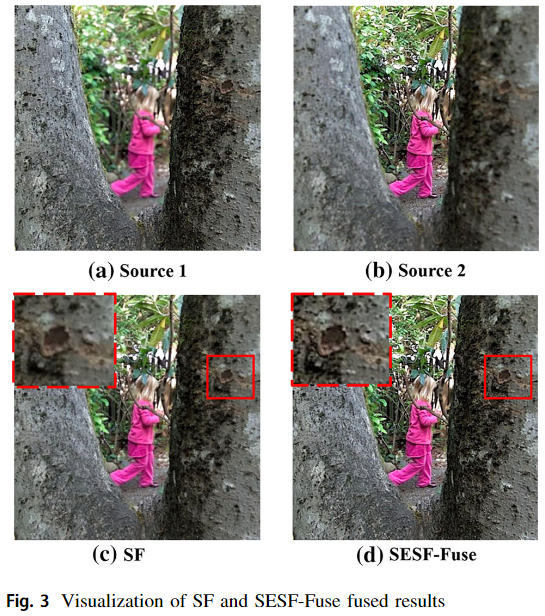 (a) Source 1
(b) Source 2
(c) SF
(d) SESF-Fuse
Fig. 3 Visualization of SF and SESF-Fuse fused results